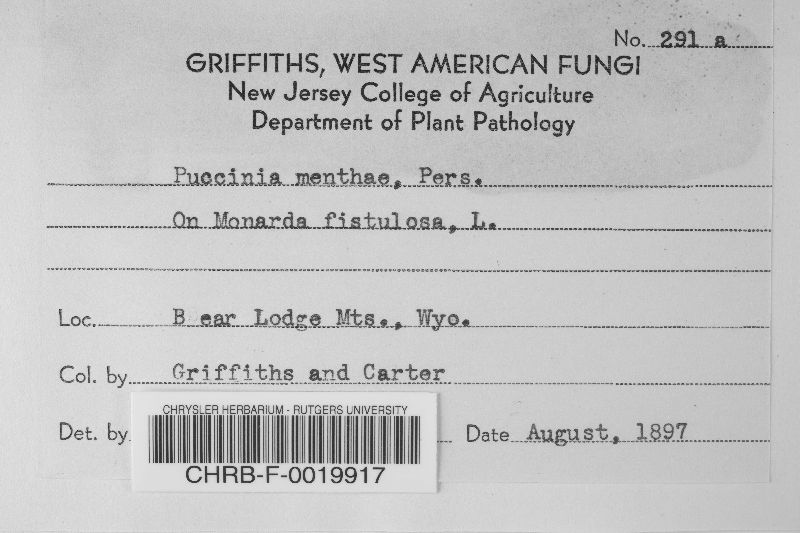 No. 291 a
GRIFFITHS, WEST AMERICAN FUNGI
New Jersey College of Agriculture
Department of Plant Pathology
Puccinia menthae, Pers.
On Monarda fistulosa, L.
Loc. B ear Lodge Mts., Wyo.
Col. by Griffiths and Carter
Det. by Date August, 1897
CHRYSLER HERBARIUM - RUTGERS UNIVERSITY
CHRB-F-0019917